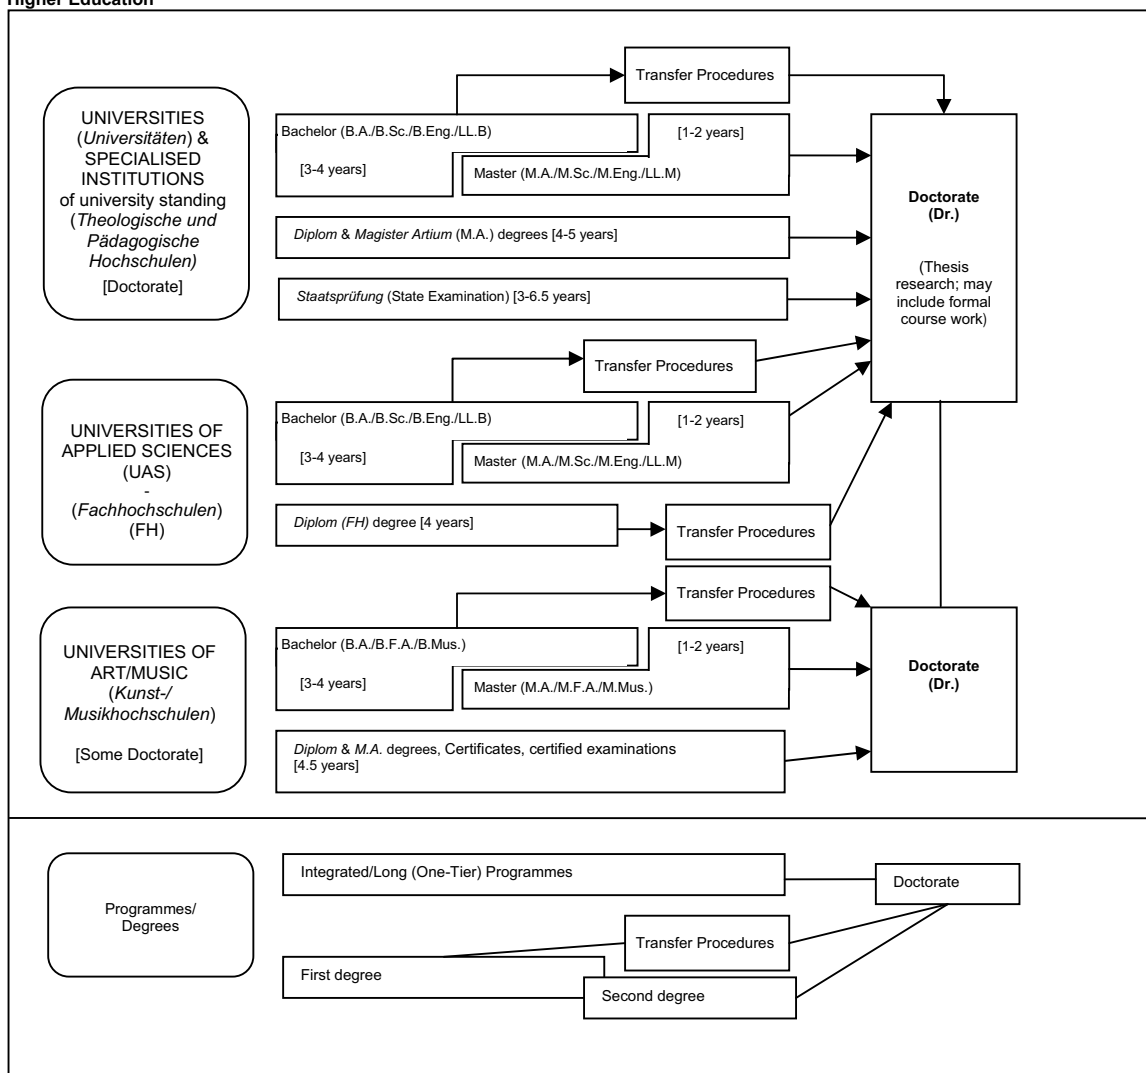 Higher Education
Transfer Procedures
UNIVERSITIES
(Universitäten) &
SPECIALISED
INSTITUTIONS
of university standing
(Theologische und
Pädagogische
Hochschulen)
[Doctorate]
Bachelor (B.A./B.Sc./B.Eng./LL.B)
[3-4 years]
[1-2 years]
Master (M.A./M.Sc./M.Eng./LL.M)
Diplom & Magister Artium (M.A.) degrees [4-5 years]
Staatsprüfung (State Examination) [3-6.5 years]
Doctorate
(Dr.)
(Thesis
research; may
include formal
course work)
Transfer Procedures
UNIVERSITIES OF
APPLIED SCIENCES
(UAS)
-
(Fachhochschulen)
(FH)
Bachelor (B.A./B.Sc./B.Eng./LL.B)
[3-4 years]
[1-2 years]
Master (M.A./M.Sc./M.Eng./LL.M)
Diplom (FH) degree [4 years]
Transfer Procedures
Transfer Procedures
UNIVERSITIES OF
ART/MUSIC
(Kunst-/
Musikhochschulen)
[Some Doctorate]
Bachelor (B.A./B.F.A./B.Mus.)
[3-4 years]
[1-2 years]
Master (M.A./M.F.A./M.Mus.)
Diplom & M.A. degrees, Certificates, certified examinations
[4.5 years]
Doctorate
(Dr.)
Programmes/
Degrees
Integrated/Long (One-Tier) Programmes
Doctorate
Transfer Procedures
First degree
Second degree